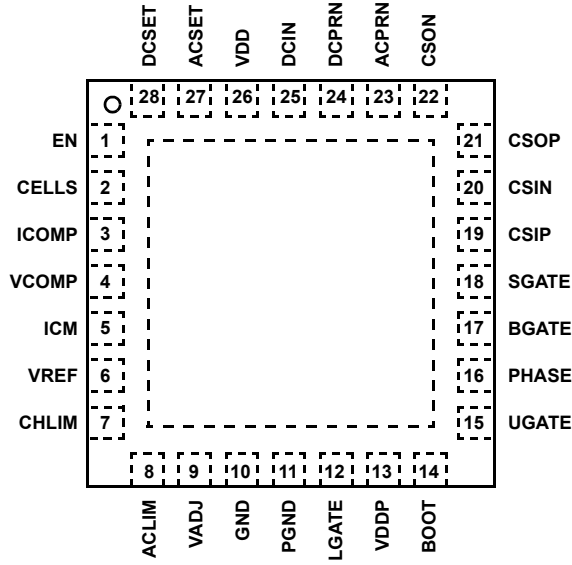 DCSET
ACSET
VDD
DCIN
DCPRN
ACPRN
CSON
28 27 26 25 24 23 22
EN 1
CELLS 2
ICOMP 3
VCOMP 4
ICM 5
VREF 6
CHLIM 7
21 CSOP
20 CSIN
19 CSIP
18 SGATE
17 BGATE
16 PHASE
15 UGATE
8 9 10 11 12 13 14
ACLIM
VADJ
GND
PGND
LGATE
VDDP
BOOT